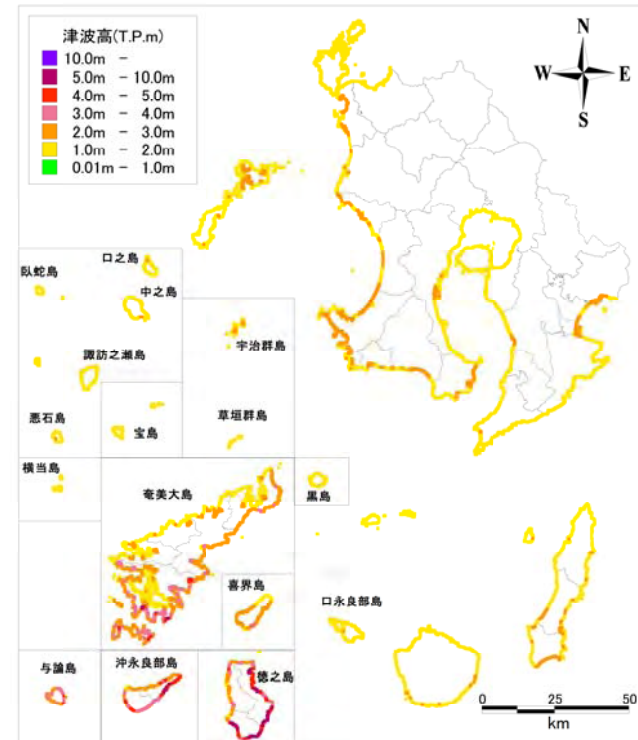 津波高(T.P.m)
10.0m -
5.0m - 10.0m
4.0m - 5.0m
3.0m - 4.0m
2.0m - 3.0m
1.0m - 2.0m
0.01m - 1.0m
N
W E
S
口之島
臥蛇島
中之島
宇治群島
諏訪之瀬島
悪石島
宝島
草垣群島
横当島
奄美大島
黒島
喜界島
口永良部島
与論島
沖永良部島
徳之島
0 25 50
km